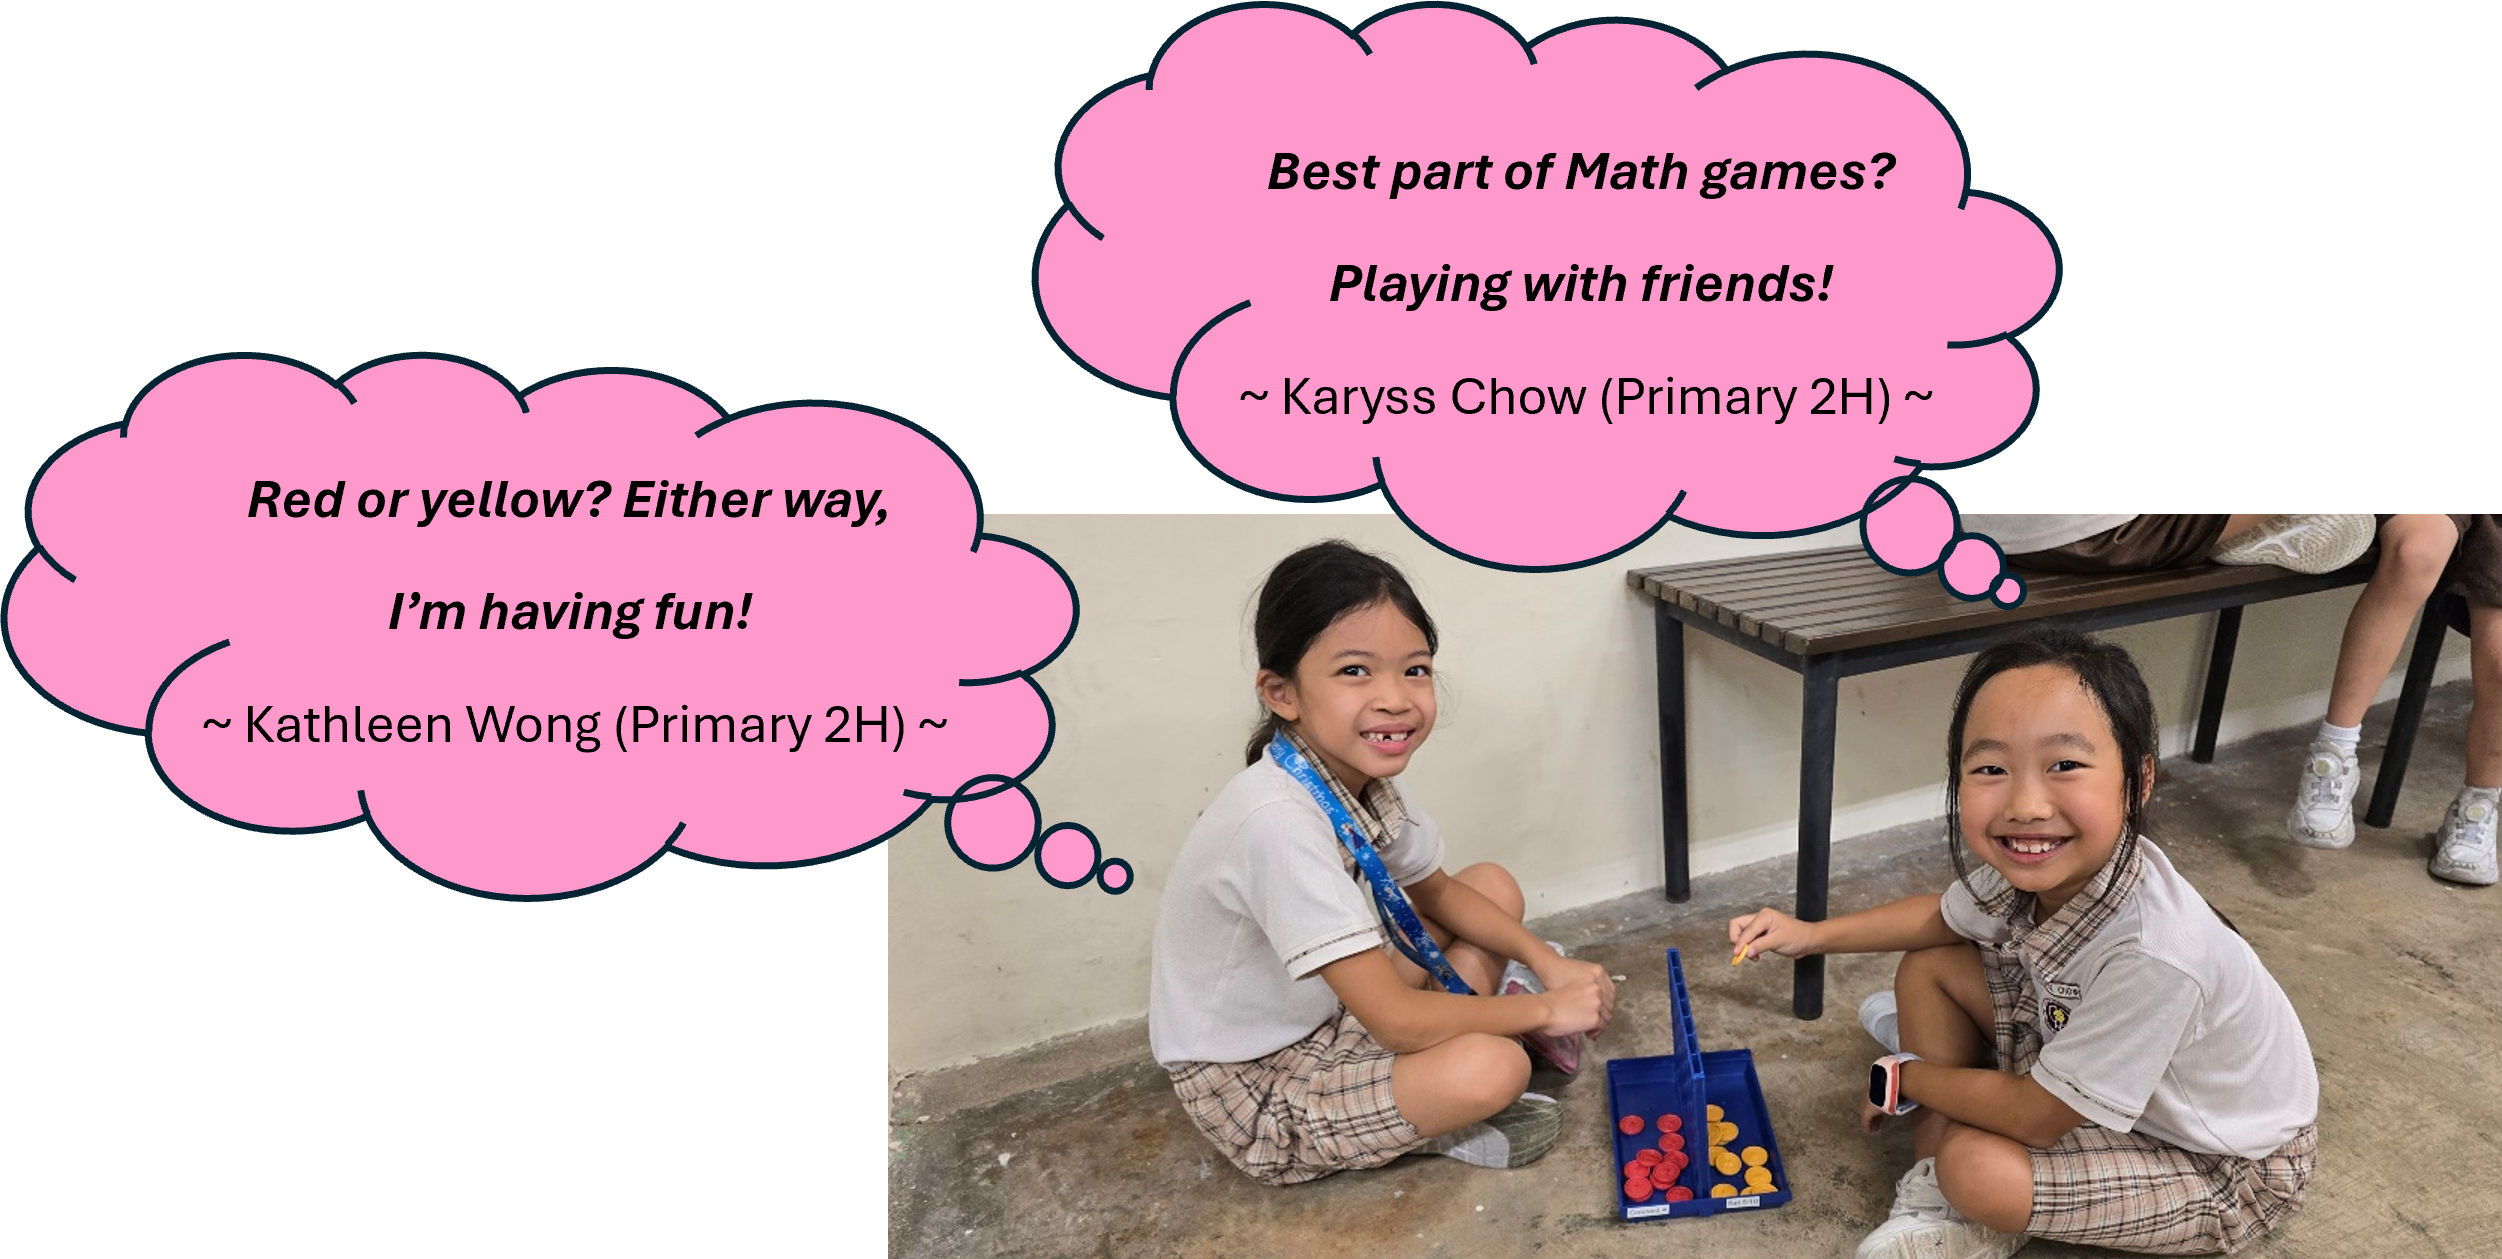 Best part of Math games?
Playing with friends!
~ Karyss Chow (Primary 2H) ~
Red or yellow? Either way,
I’m having fun!
~ Kathleen Wong (Primary 2H) ~
Christmas